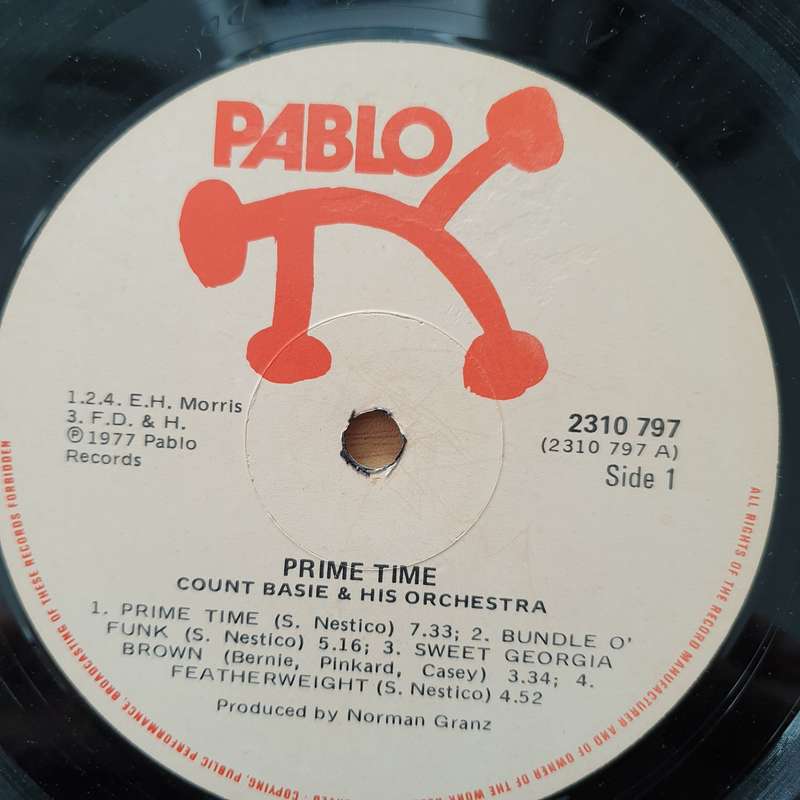 PABLO
1.2.4. E.H. Morris
3. F.D. & H.
℗ 1977 Pablo
Records
2310 797
(2310 797 A)
Side 1
PRIME TIME
COUNT BASIE & HIS ORCHESTRA
1. PRIME TIME (S. Nestico) 7.33; 2. BUNDLE O'
FUNK (S. Nestico) 5.16; 3. SWEET GEORGIA
BROWN (Bernie, Pinkard, Casey) 3.34; 4.
FEATHERWEIGHT (S. Nestico) 4.52
Produced by Norman Granz
ALL RIGHTS OF THE RECORD MANUFACTURER AND OF OWNER OF THE WORK
COPYING, PUBLIC PERFORMANCE, BROADCASTING OF THESE RECORDS FORBIDDEN